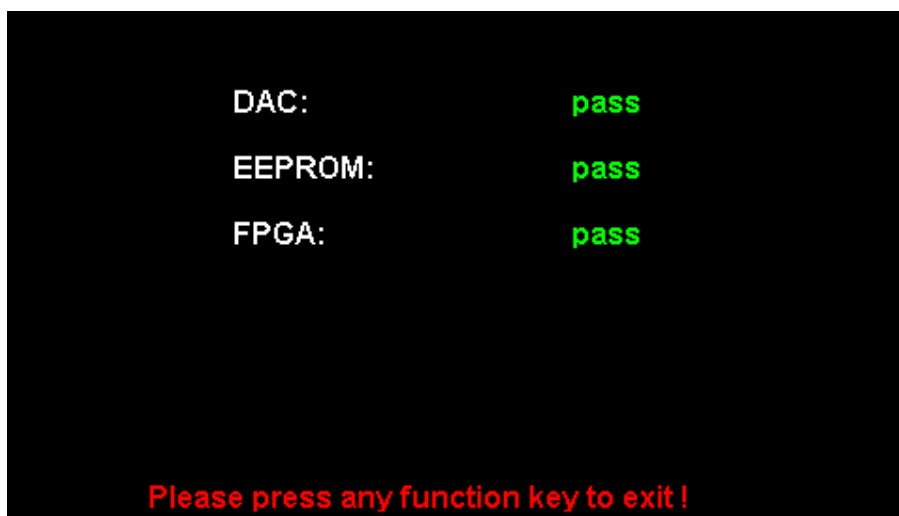 DAC: pass
EEPROM: pass
FPGA: pass
Please press any function key to exit !